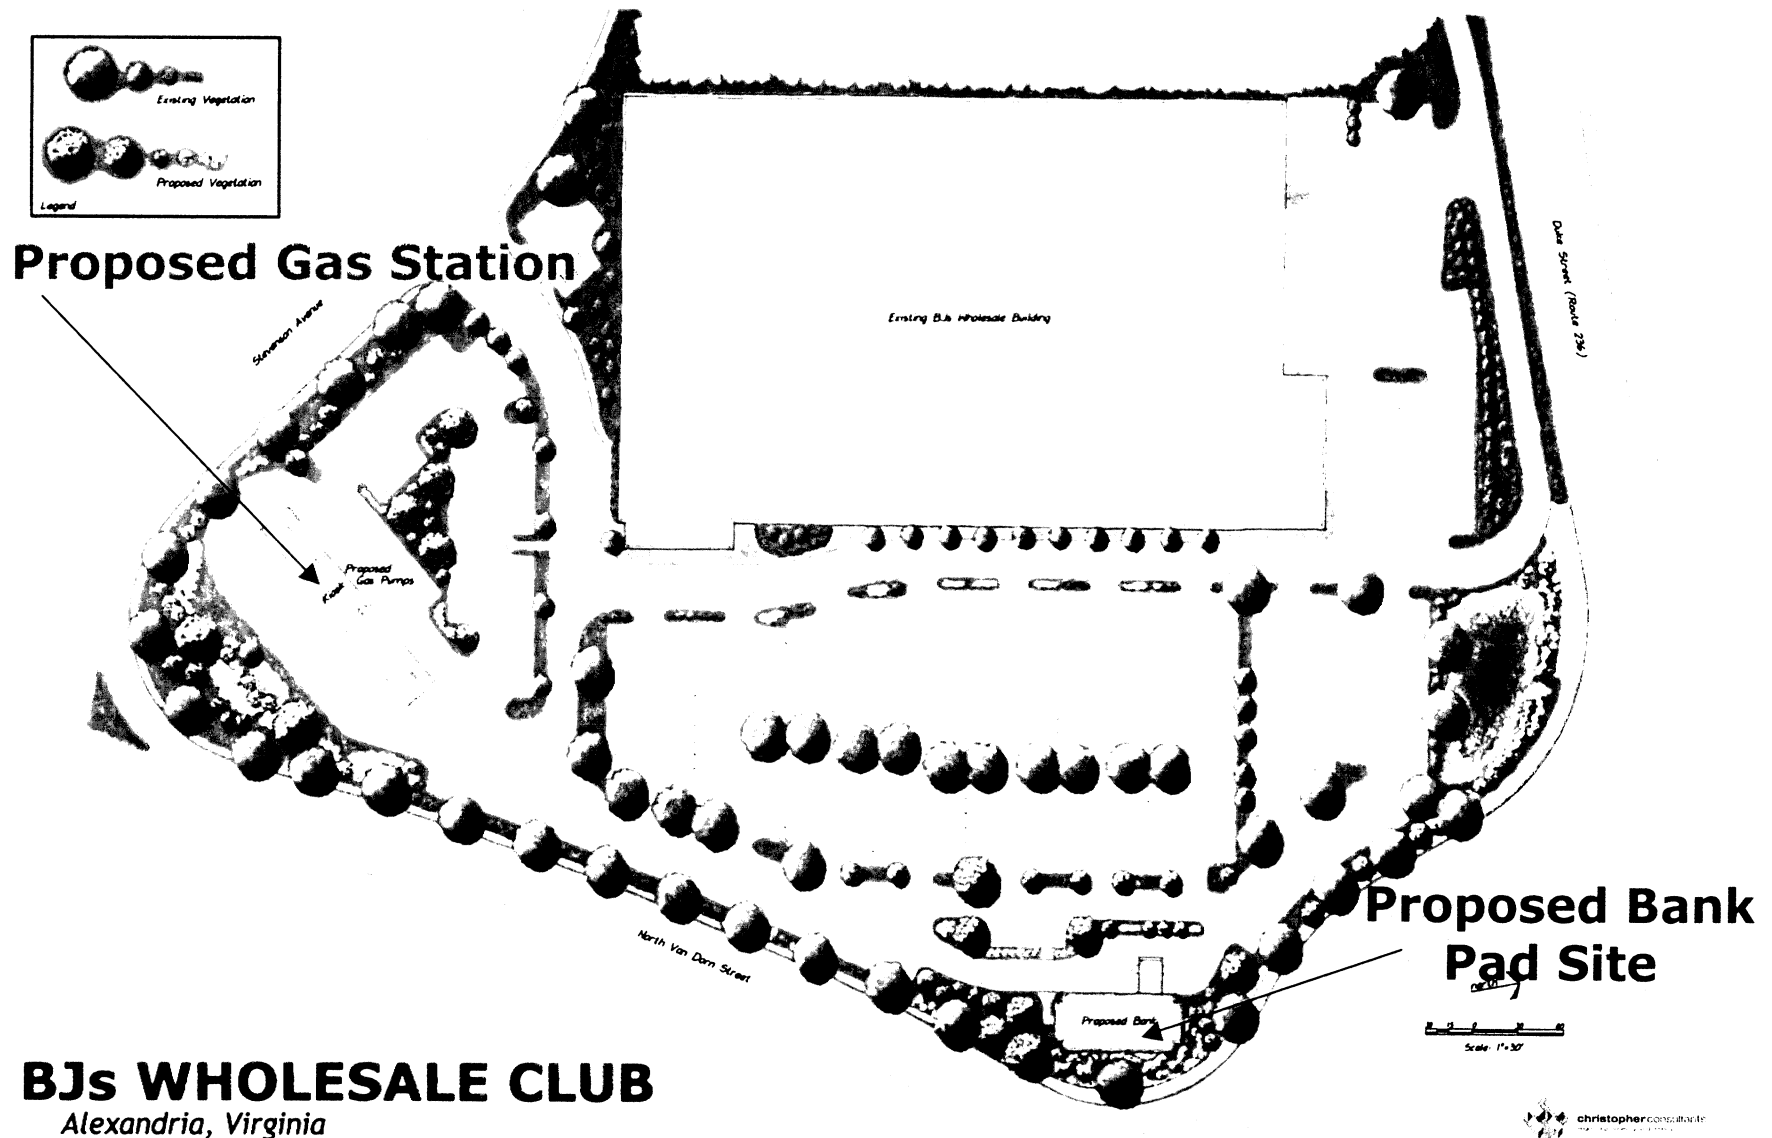 Existing Vegetation
Proposed Vegetation
Legend
Proposed Gas Station
Stevenson Avenue
Duke Street (Route 236)
Existing BJs Wholesale Building
Proposed
Gas Pumps
Kiosk
Proposed Bank
Pad Site
North Van Dorn Street
north
Proposed Bank
Scale: 1"=30'
BJs WHOLESALE CLUB
Alexandria, Virginia
christopher consultants